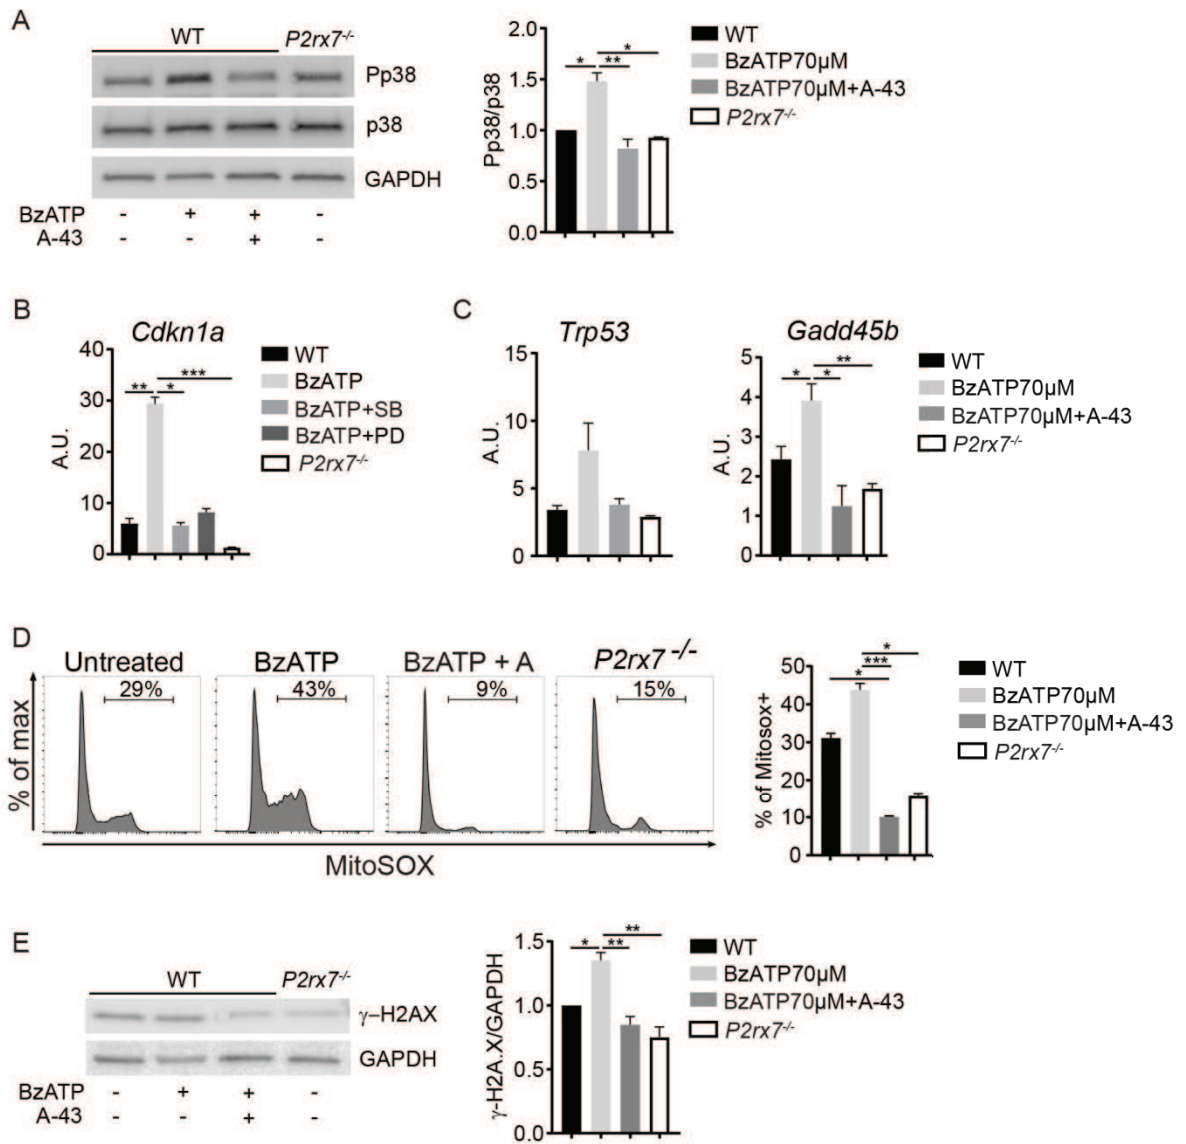 A
WT P2rx7-/-
Pp38
p38
GAPDH
BzATP - + + -
A-43 - - + -
Pp38/p38
2.0
1.5
1.0
0.5
0.0
* ** *
WT
BzATP70µM
BzATP70µM+A-43
P2rx7-/-
B
Cdkn1a
A.U.
40
30
20
10
0
** * ***
WT
BzATP
BzATP+SB
BzATP+PD
P2rx7-/-
C
Trp53
A.U.
15
10
5
0
Gadd45b
A.U.
5
4
3
2
1
0
* * **
WT
BzATP70µM
BzATP70µM+A-43
P2rx7-/-
D
Untreated BzATP BzATP + A P2rx7 -/-
29% 43% 9% 15%
% of max
MitoSOX
% of Mitosox+
50
40
30
20
10
0
* *** *
WT
BzATP70µM
BzATP70µM+A-43
P2rx7-/-
E
WT P2rx7-/-
γ–H2AX
GAPDH
BzATP - + + -
A-43 - - + -
γ-H2A.X/GAPDH
1.5
1.0
0.5
0.0
* ** **
WT
BzATP70µM
BzATP70µM+A-43
P2rx7-/-